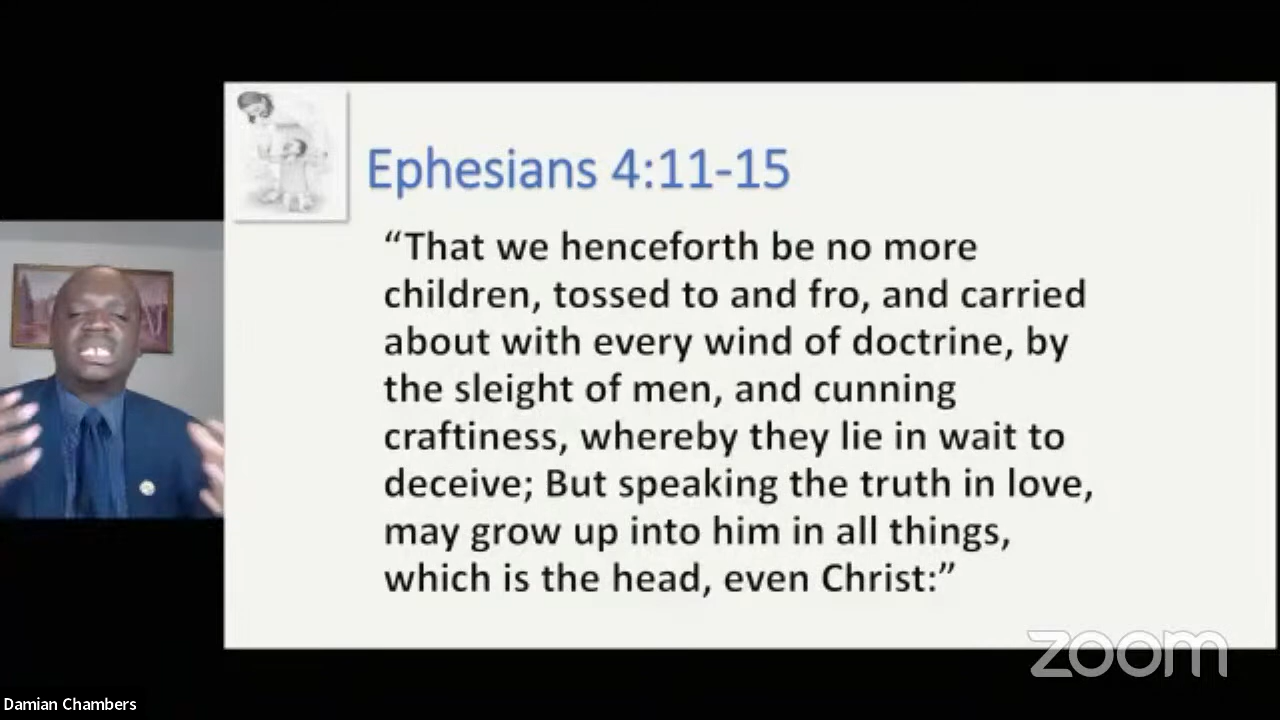 Ephesians 4:11-15
“That we henceforth be no more
children, tossed to and fro, and carried
about with every wind of doctrine, by
the sleight of men, and cunning
craftiness, whereby they lie in wait to
deceive; But speaking the truth in love,
may grow up into him in all things,
which is the head, even Christ:”
zoom
Damian Chambers